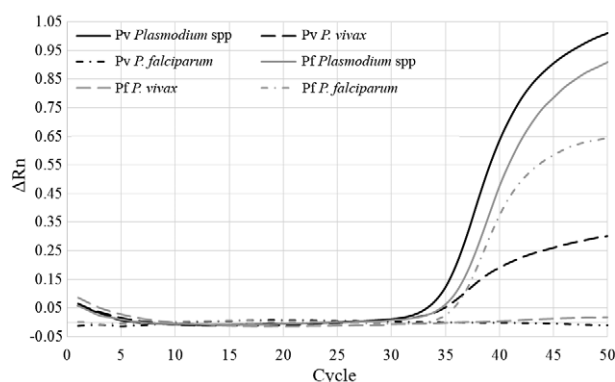 1.05
0.95
0.85
0.75
0.65
0.55
0.45
0.35
0.25
0.15
0.05
-0.05
ΔRn
Pv Plasmodium spp Pv P. vivax
Pv P. falciparum Pf Plasmodium spp
Pf P. vivax Pf P. falciparum
0 5 10 15 20 25 30 35 40 45 50
Cycle